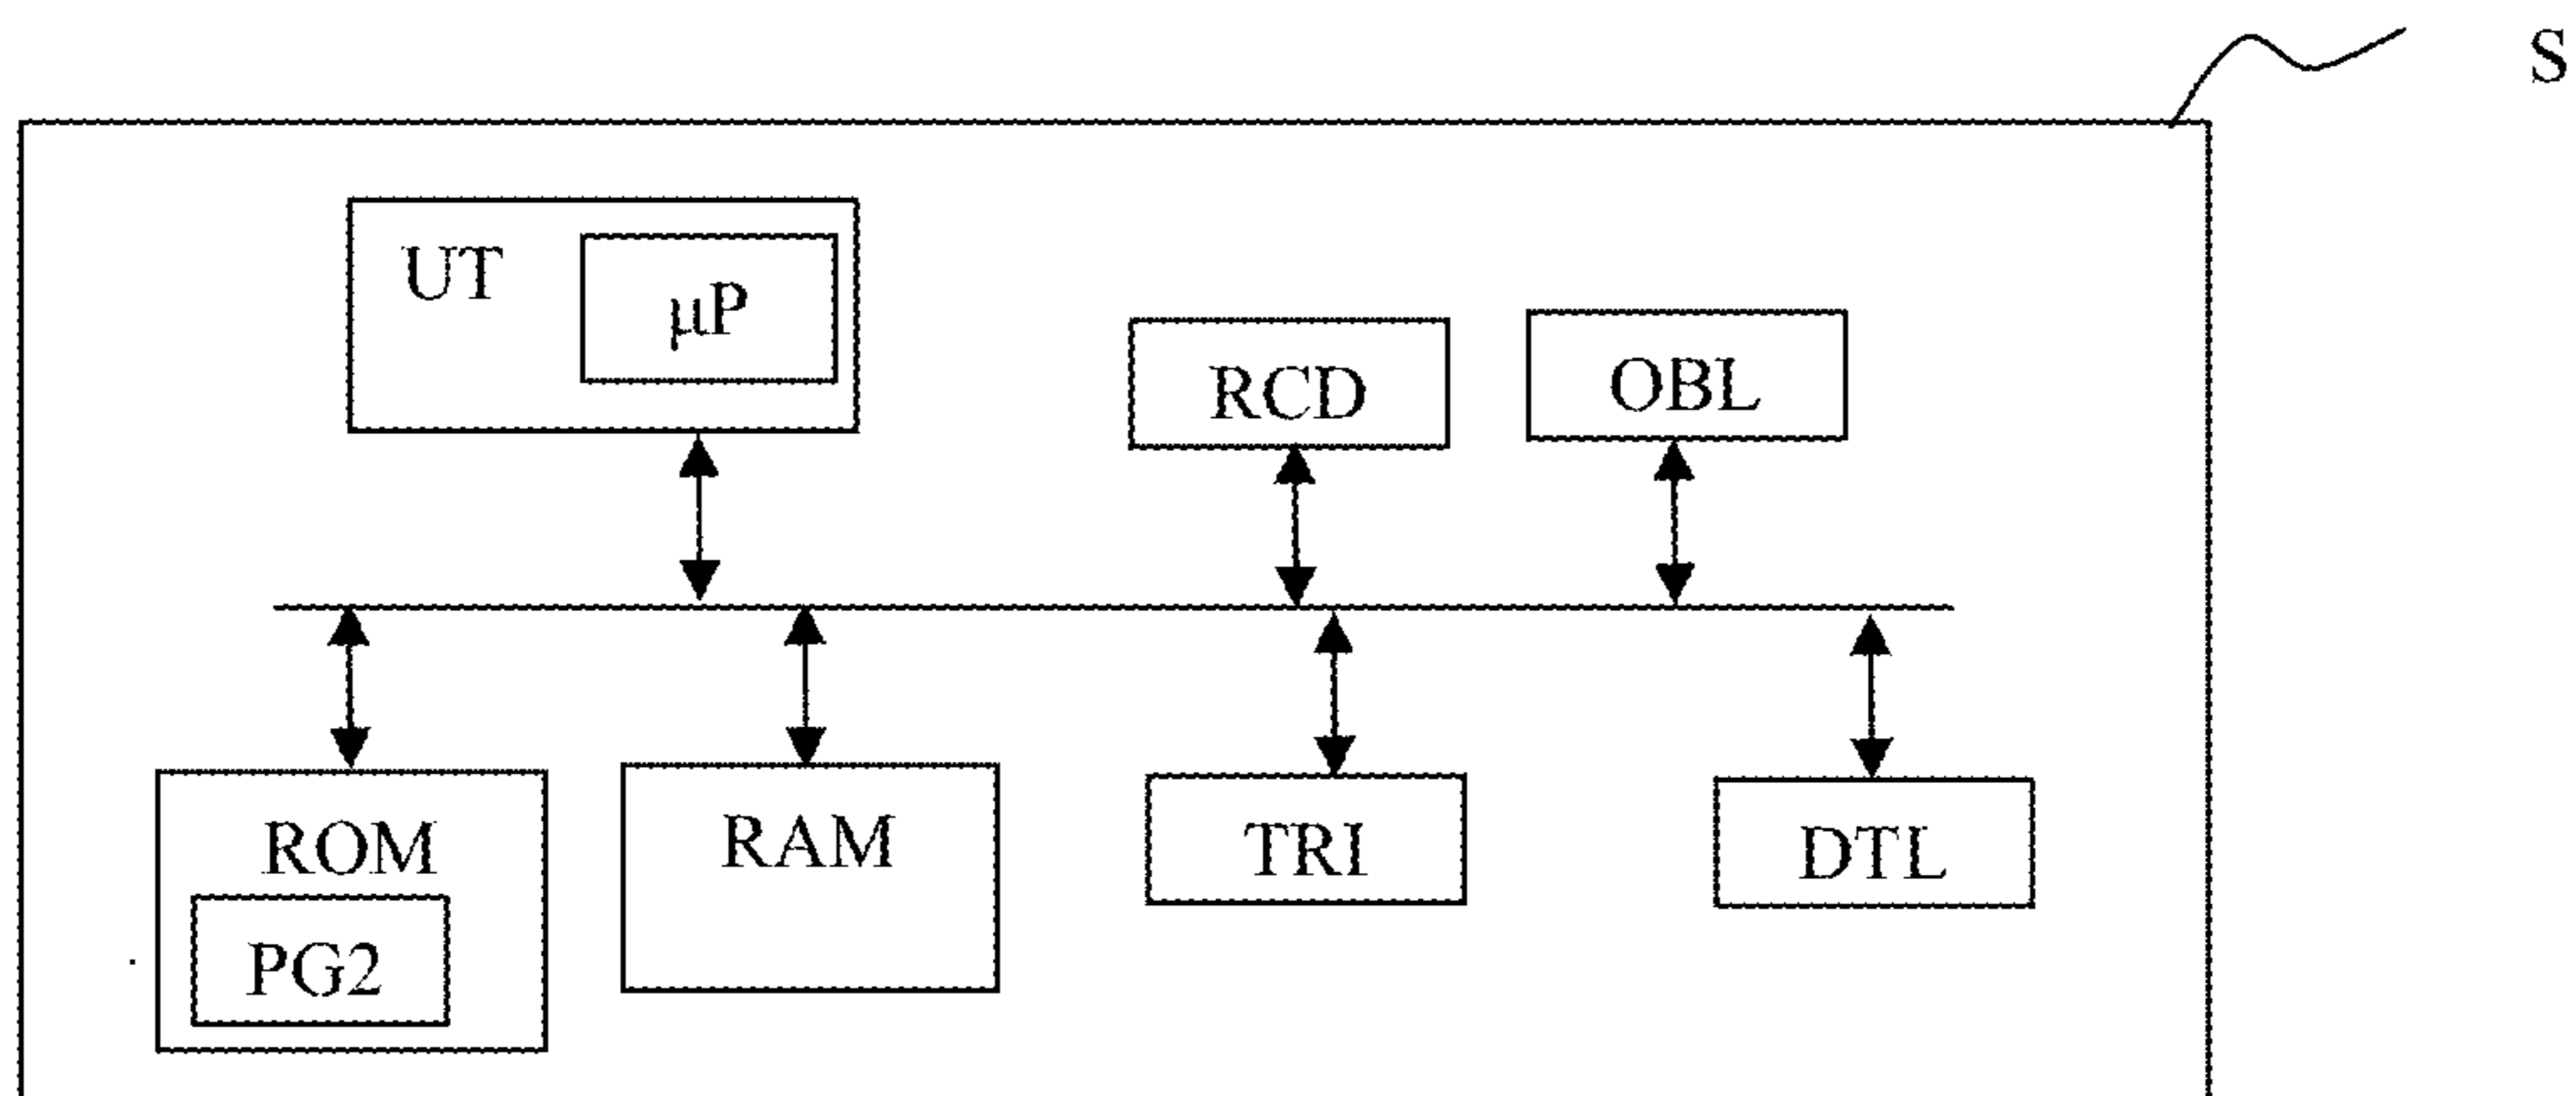 S
UT
μP
RCD
OBL
ROM
RAM
TRI
DTL
PG2